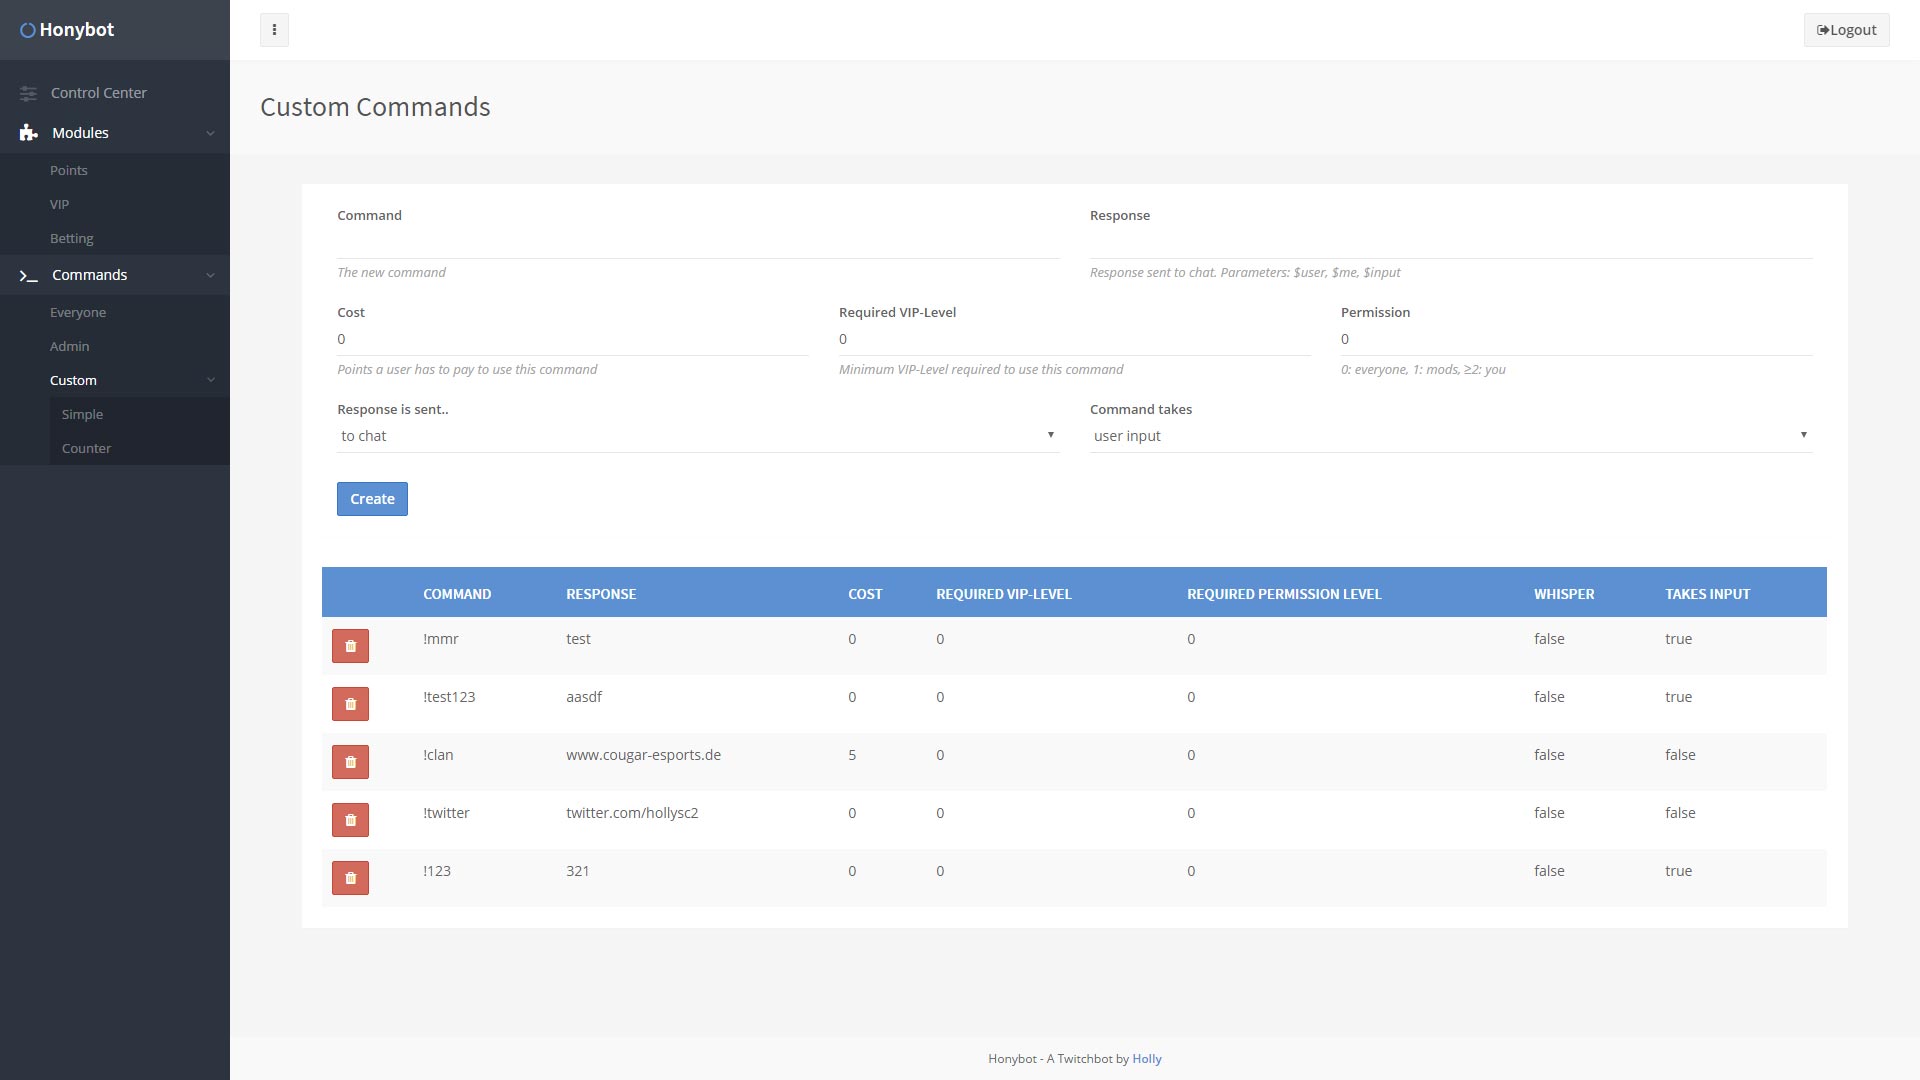 Honybot
Logout
Control Center
Modules
Points
VIP
Betting
Commands
Everyone
Admin
Custom
Simple
Counter
Custom Commands
Command
Response
The new command
Response sent to chat. Parameters: $user, $me, $input
Cost
Required VIP-Level
Permission
0
0
0
Points a user has to pay to use this command
Minimum VIP-Level required to use this command
0: everyone, 1: mods, ≥2: you
Response is sent..
Command takes
to chat
user input
Create
COMMAND RESPONSE COST REQUIRED VIP-LEVEL REQUIRED PERMISSION LEVEL WHISPER TAKES INPUT
!mmr test 0 0 0 false true
!test123 aasdf 0 0 0 false true
!clan www.cougar-esports.de 5 0 0 false false
!twitter twitter.com/hollysc2 0 0 0 false false
!123 321 0 0 0 false true
Honybot - A Twitchbot by Holly